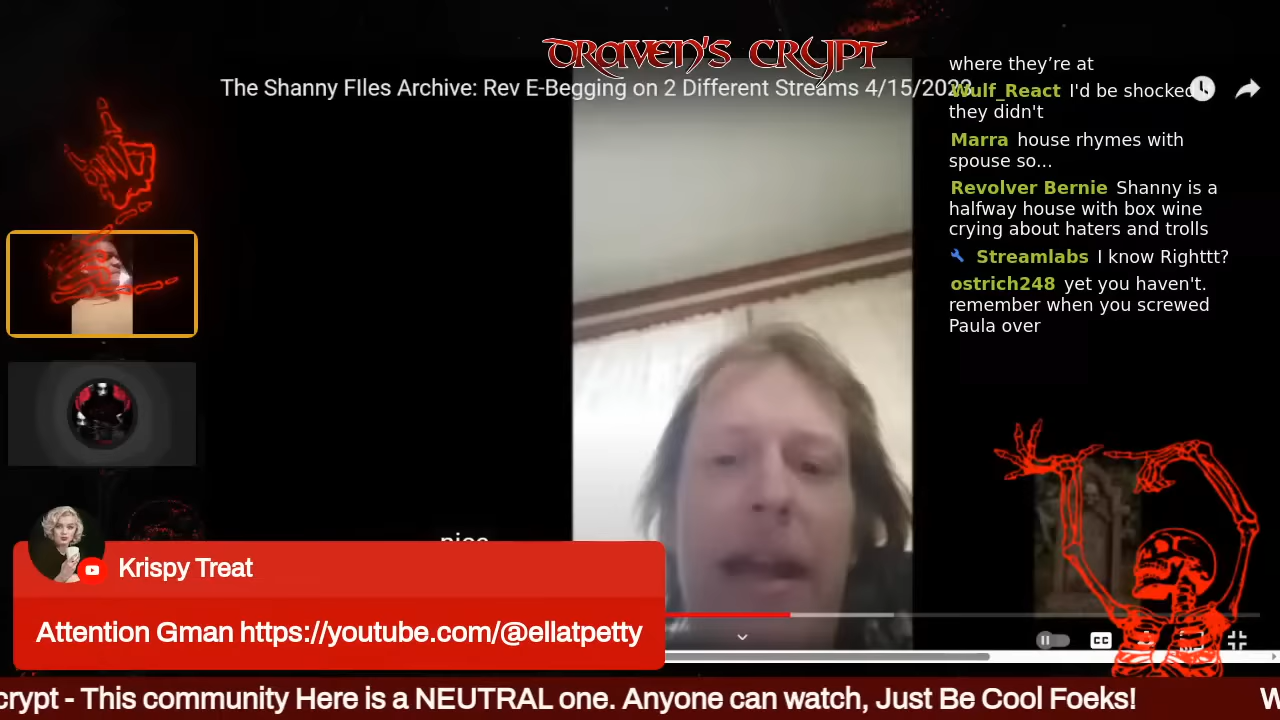 DRAVEN'S CRYPT
The Shanny FIles Archive: Rev E-Begging on 2 Different Streams 4/15/2023
where they're at
Wulf_React I'd be shocked
they didn't
Marra house rhymes with
spouse so...
Revolver Bernie Shanny is a
halfway house with box wine
crying about haters and trolls
Streamlabs I know Righttt?
ostrich248 yet you haven't.
remember when you screwed
Paula over
Krispy Treat
Attention Gman https://youtube.com/@ellatpetty
CC
crypt - This community Here is a NEUTRAL one. Anyone can watch, Just Be Cool Foeks! W